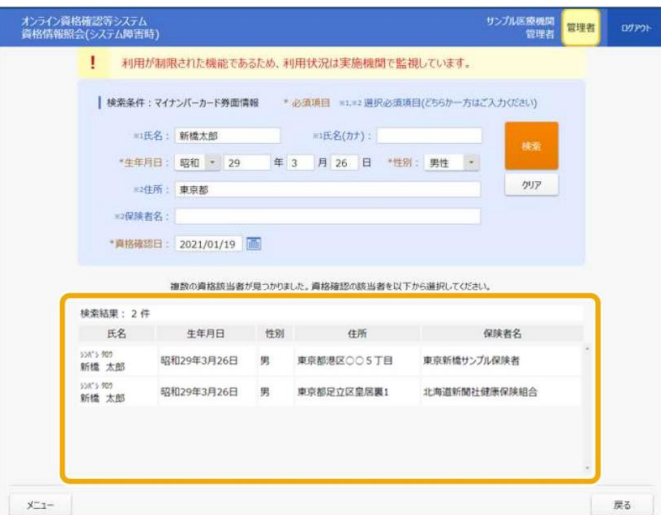 オンライン資格確認等システム
資格情報照会(システム障害時)
サンプル医療機関
管理者
管理者
ログアウト
! 利用が制限された機能であるため、利用状況は実施機関で監視しています。
検索条件：マイナンバーカード券面情報 * 必須項目 ※1,※2 選択必須項目(どちらか一方はご入力ください)
※1氏名： 新橋太郎 ※1氏名(カナ)：
検索
*生年月日： 昭和 29 年 3 月 26 日 *性別： 男性
クリア
※2住所： 東京都
※2保険者名：
*資格確認日： 2021/01/19
複数の資格該当者が見つかりました。資格確認の該当者を以下から選択してください。
検索結果： 2 件
氏名 生年月日 性別 住所 保険者名
ｼﾝﾊﾞｼ ﾀﾛｳ
新橋 太郎 昭和29年3月26日 男 東京都港区〇〇５丁目 東京新橋サンプル保険者
ｼﾝﾊﾞｼ ﾀﾛｳ
新橋 太郎 昭和29年3月26日 男 東京都足立区皇居裏1 北海道新聞社健康保険組合
メニュー 戻る